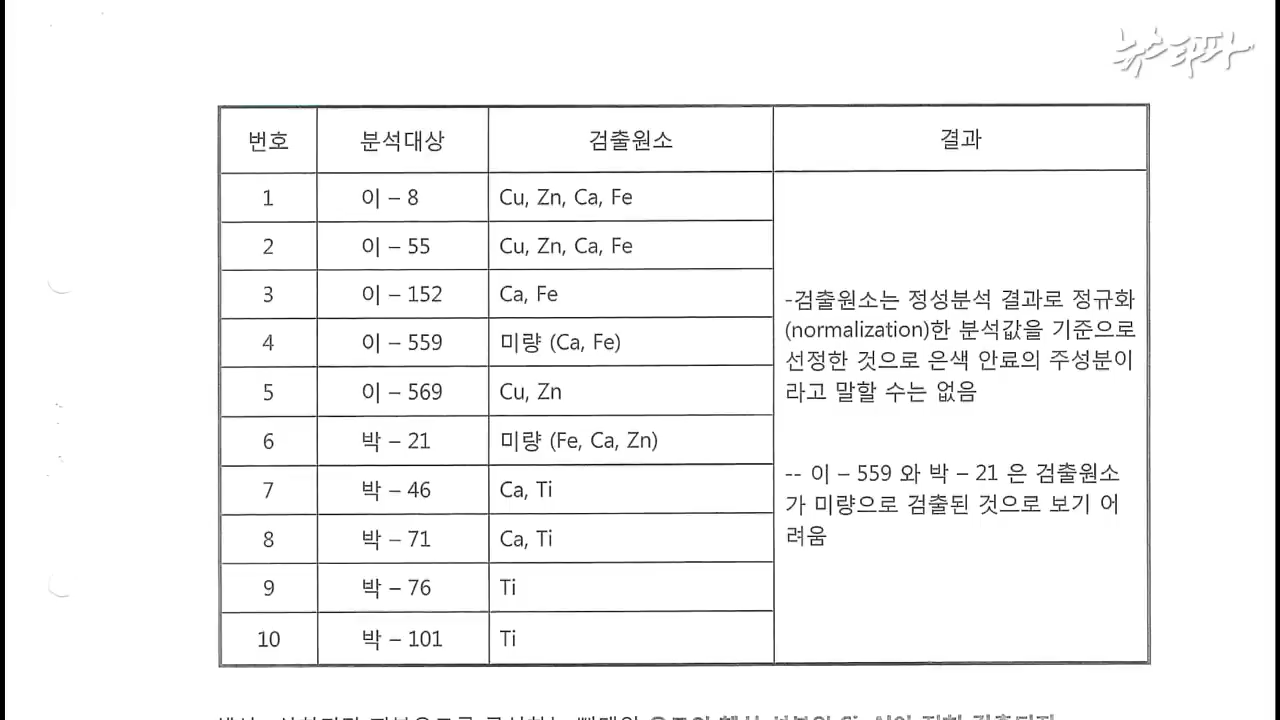 뉴스타파
번호 분석대상 검출원소 결과
1 이 – 8 Cu, Zn, Ca, Fe
2 이 – 55 Cu, Zn, Ca, Fe
3 이 – 152 Ca, Fe
4 이 – 559 미량 (Ca, Fe)
5 이 – 569 Cu, Zn
6 박 – 21 미량 (Fe, Ca, Zn)
7 박 – 46 Ca, Ti
8 박 – 71 Ca, Ti
9 박 – 76 Ti
10 박 – 101 Ti
-검출원소는 정성분석 결과로 정규화
(normalization)한 분석값을 기준으로
선정한 것으로 은색 안료의 주성분이
라고 말할 수는 없음
-- 이 – 559 와 박 – 21 은 검출원소
가 미량으로 검출된 것으로 보기 어
려움